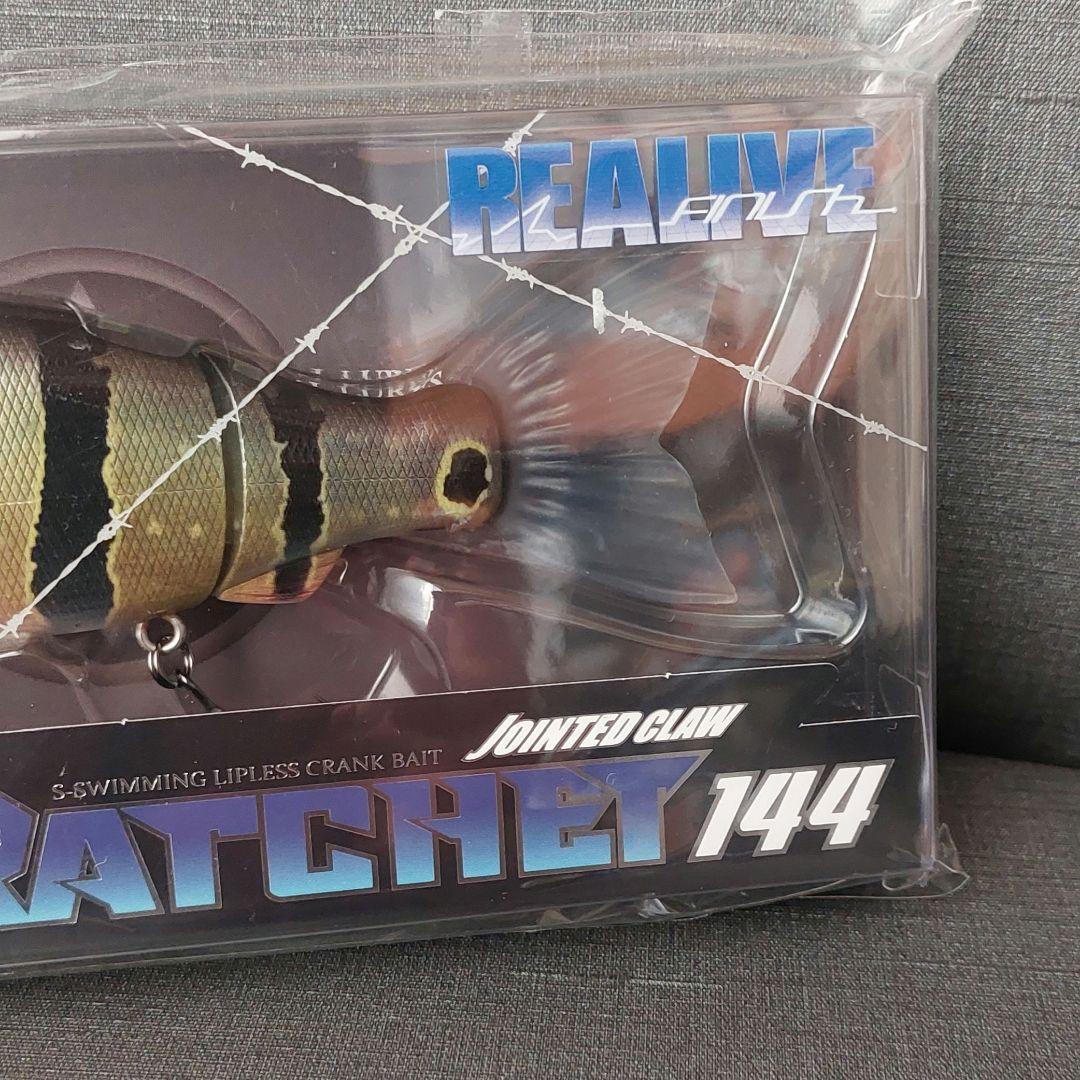 REALIVE
FINISH
JOINTED CLAW
S-SWIMMING LIPLESS CRANK BAIT
RATCHET 144